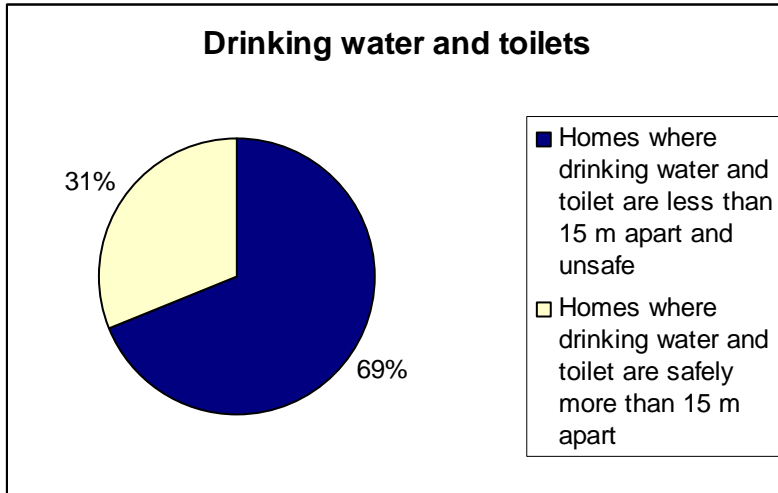 Drinking water and toilets
31%
69%
Homes where
drinking water and
toilet are less than
15 m apart and
unsafe
Homes where
drinking water and
toilet are safely
more than 15 m
apart